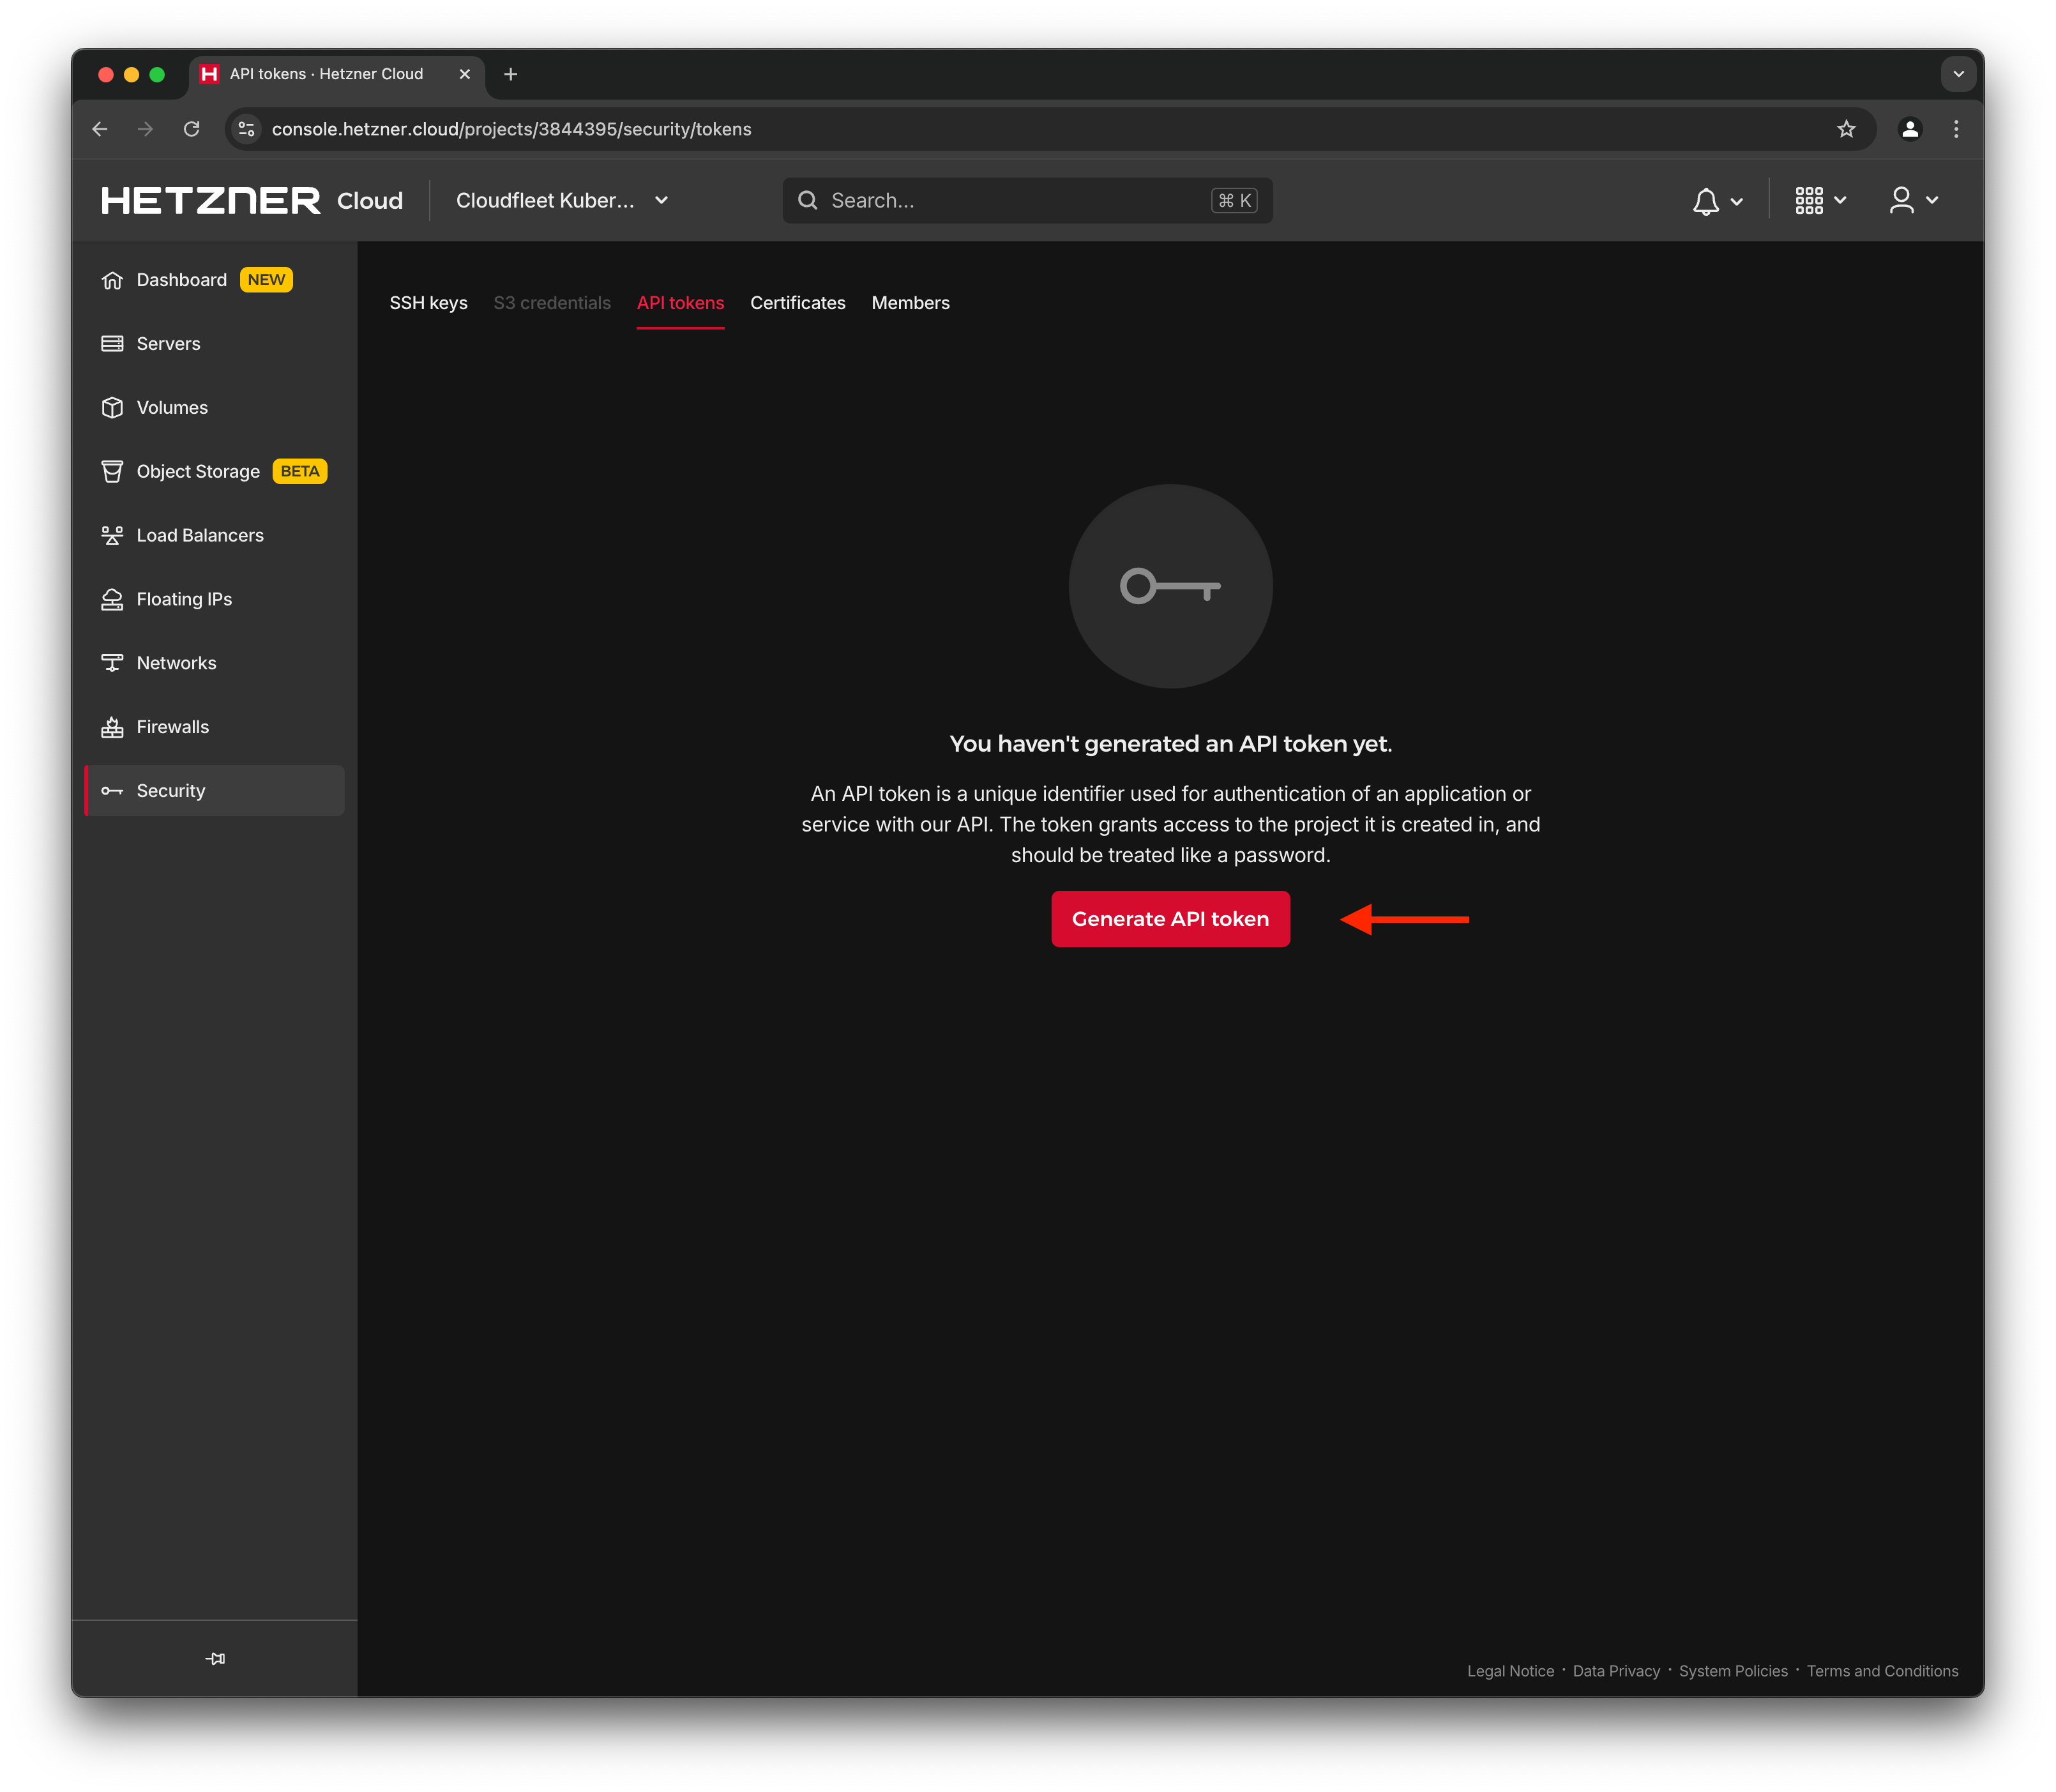 API tokens · Hetzner Cloud
console.hetzner.cloud/projects/3844395/security/tokens
HETZNER Cloud
Cloudfleet Kuber...
Search...
⌘ K
Dashboard NEW
Servers
Volumes
Object Storage BETA
Load Balancers
Floating IPs
Networks
Firewalls
Security
SSH keys S3 credentials API tokens Certificates Members
You haven't generated an API token yet.
An API token is a unique identifier used for authentication of an application or
service with our API. The token grants access to the project it is created in, and
should be treated like a password.
Generate API token
Legal Notice · Data Privacy · System Policies · Terms and Conditions